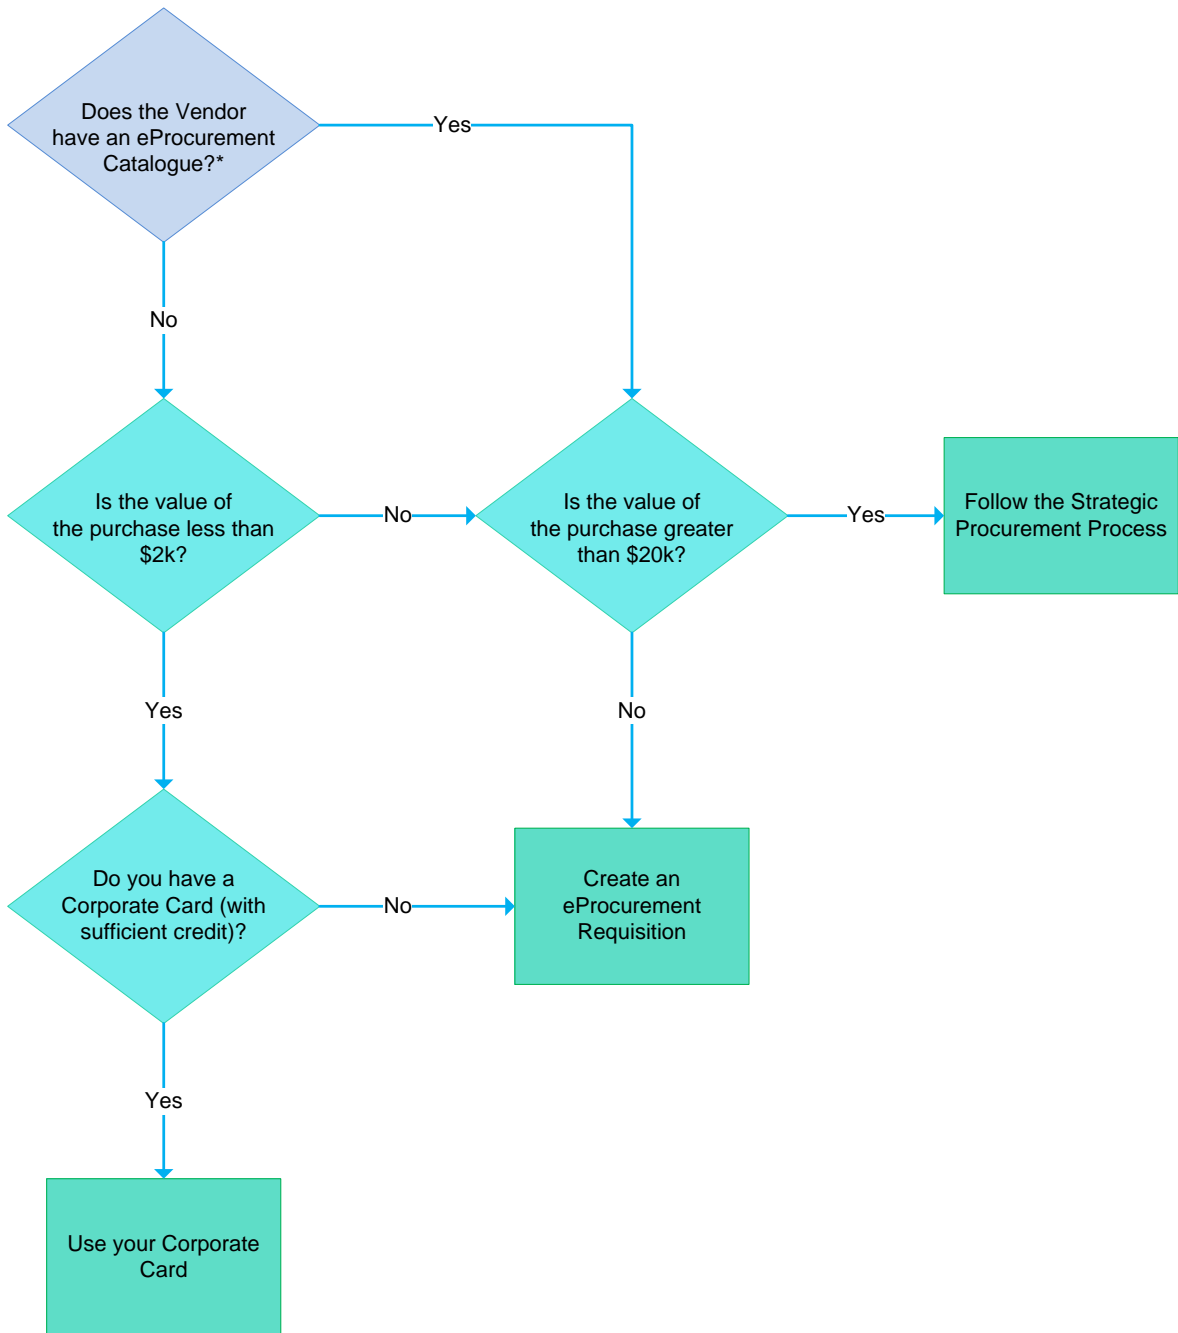 Does the Vendor
have an eProcurement
Catalogue?*
Yes
No
Is the value of
the purchase less than
$2k?
No
Is the value of
the purchase greater
than $20k?
Yes
Follow the Strategic
Procurement Process
Yes
No
Do you have a
Corporate Card (with
sufficient credit)?
No
Create an
eProcurement
Requisition
Yes
Use your Corporate
Card